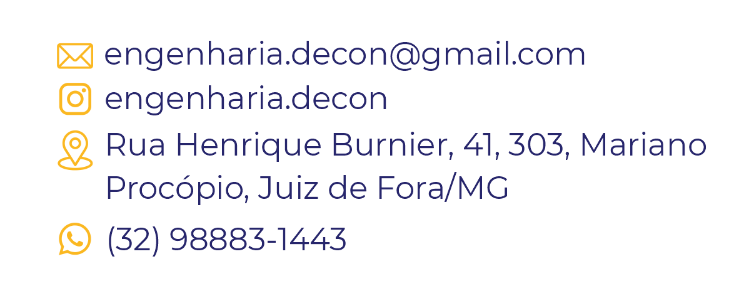 engenharia.decon@gmail.com
engenharia.decon
Rua Henrique Burnier, 41, 303, Mariano
Procópio, Juiz de Fora/MG
(32) 98883-1443